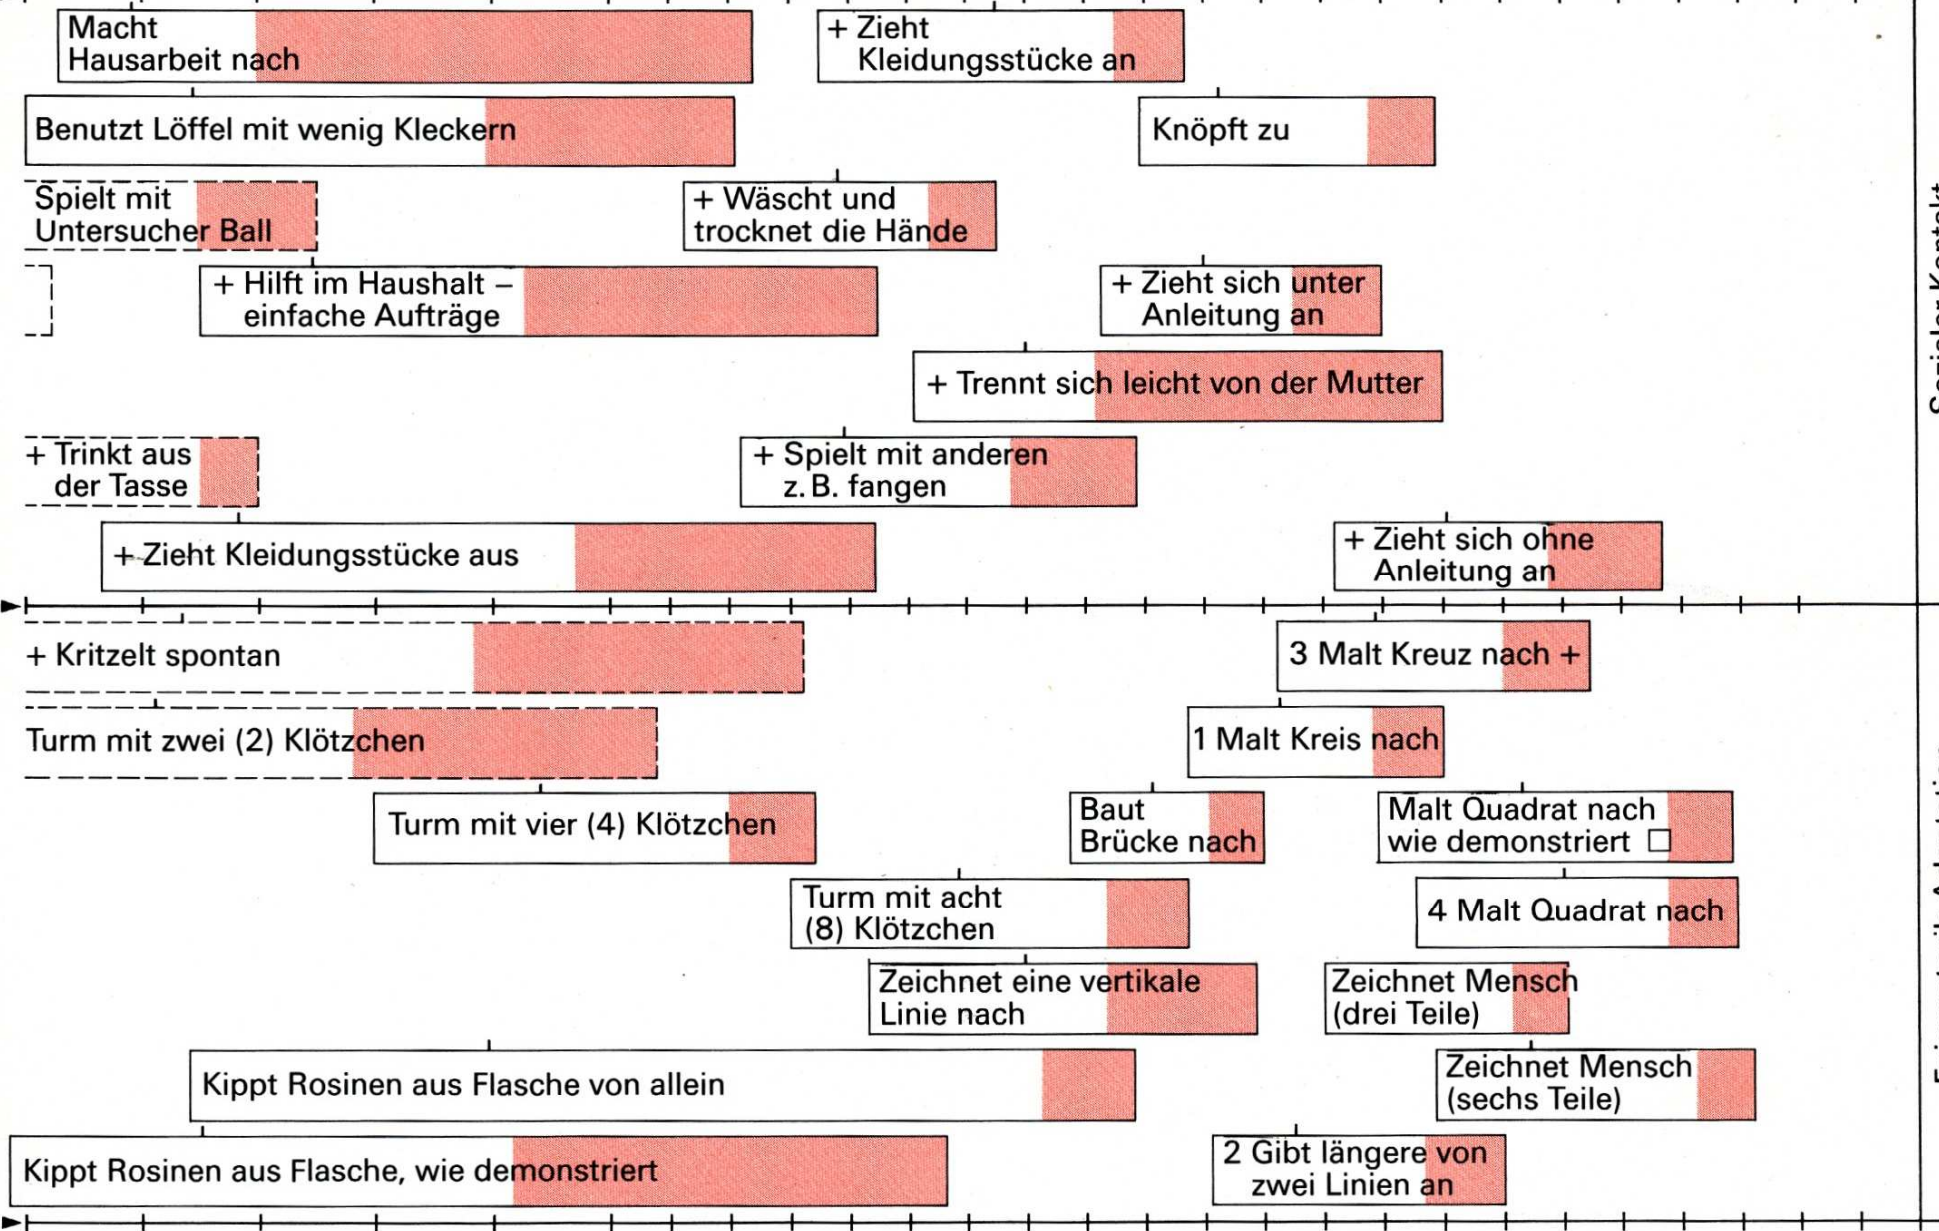 Macht
Hausarbeit nach
+ Zieht
Kleidungsstücke an
Benutzt Löffel mit wenig Kleckern
Knöpft zu
Spielt mit
Untersucher Ball
+ Wäscht und
trocknet die Hände
+ Hilft im Haushalt –
einfache Aufträge
+ Zieht sich unter
Anleitung an
+ Trennt sich leicht von der Mutter
+ Trinkt aus
der Tasse
+ Spielt mit anderen
z. B. fangen
+ Zieht Kleidungsstücke aus
+ Zieht sich ohne
Anleitung an
+ Kritzelt spontan
3 Malt Kreuz nach +
Turm mit zwei (2) Klötzchen
1 Malt Kreis nach
Turm mit vier (4) Klötzchen
Baut
Brücke nach
Malt Quadrat nach
wie demonstriert □
Turm mit acht
(8) Klötzchen
4 Malt Quadrat nach
Zeichnet eine vertikale
Linie nach
Zeichnet Mensch
(drei Teile)
Kippt Rosinen aus Flasche von allein
Zeichnet Mensch
(sechs Teile)
Kippt Rosinen aus Flasche, wie demonstriert
2 Gibt längere von
zwei Linien an